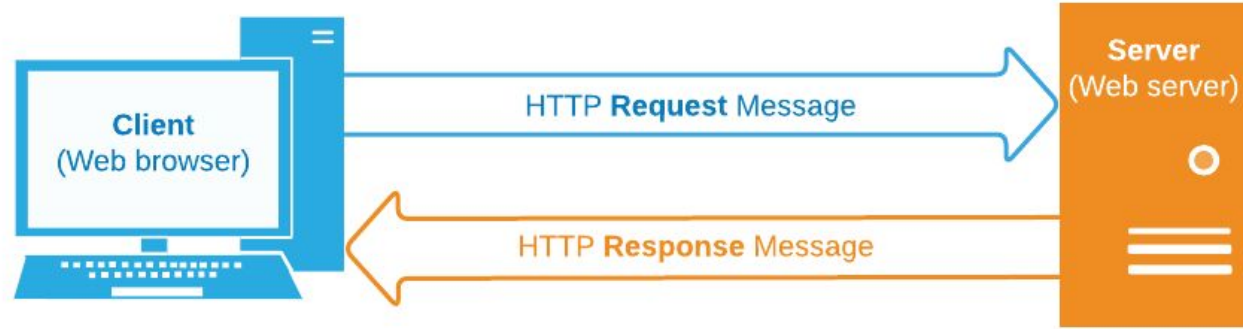 Client
(Web browser)
HTTP Request Message
HTTP Response Message
Server
(Web server)